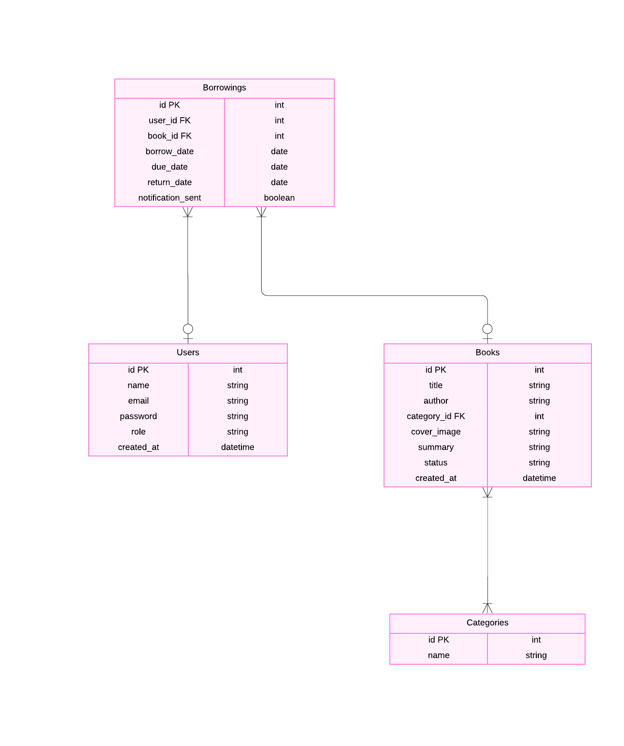 Borrowings
id PK int
user_id FK int
book_id FK int
borrow_date date
due_date date
return_date date
notification_sent boolean
Users
id PK int
name string
email string
password string
role string
created_at datetime
Books
id PK int
title string
author string
category_id FK int
cover_image string
summary string
status string
created_at datetime
Categories
id PK int
name string